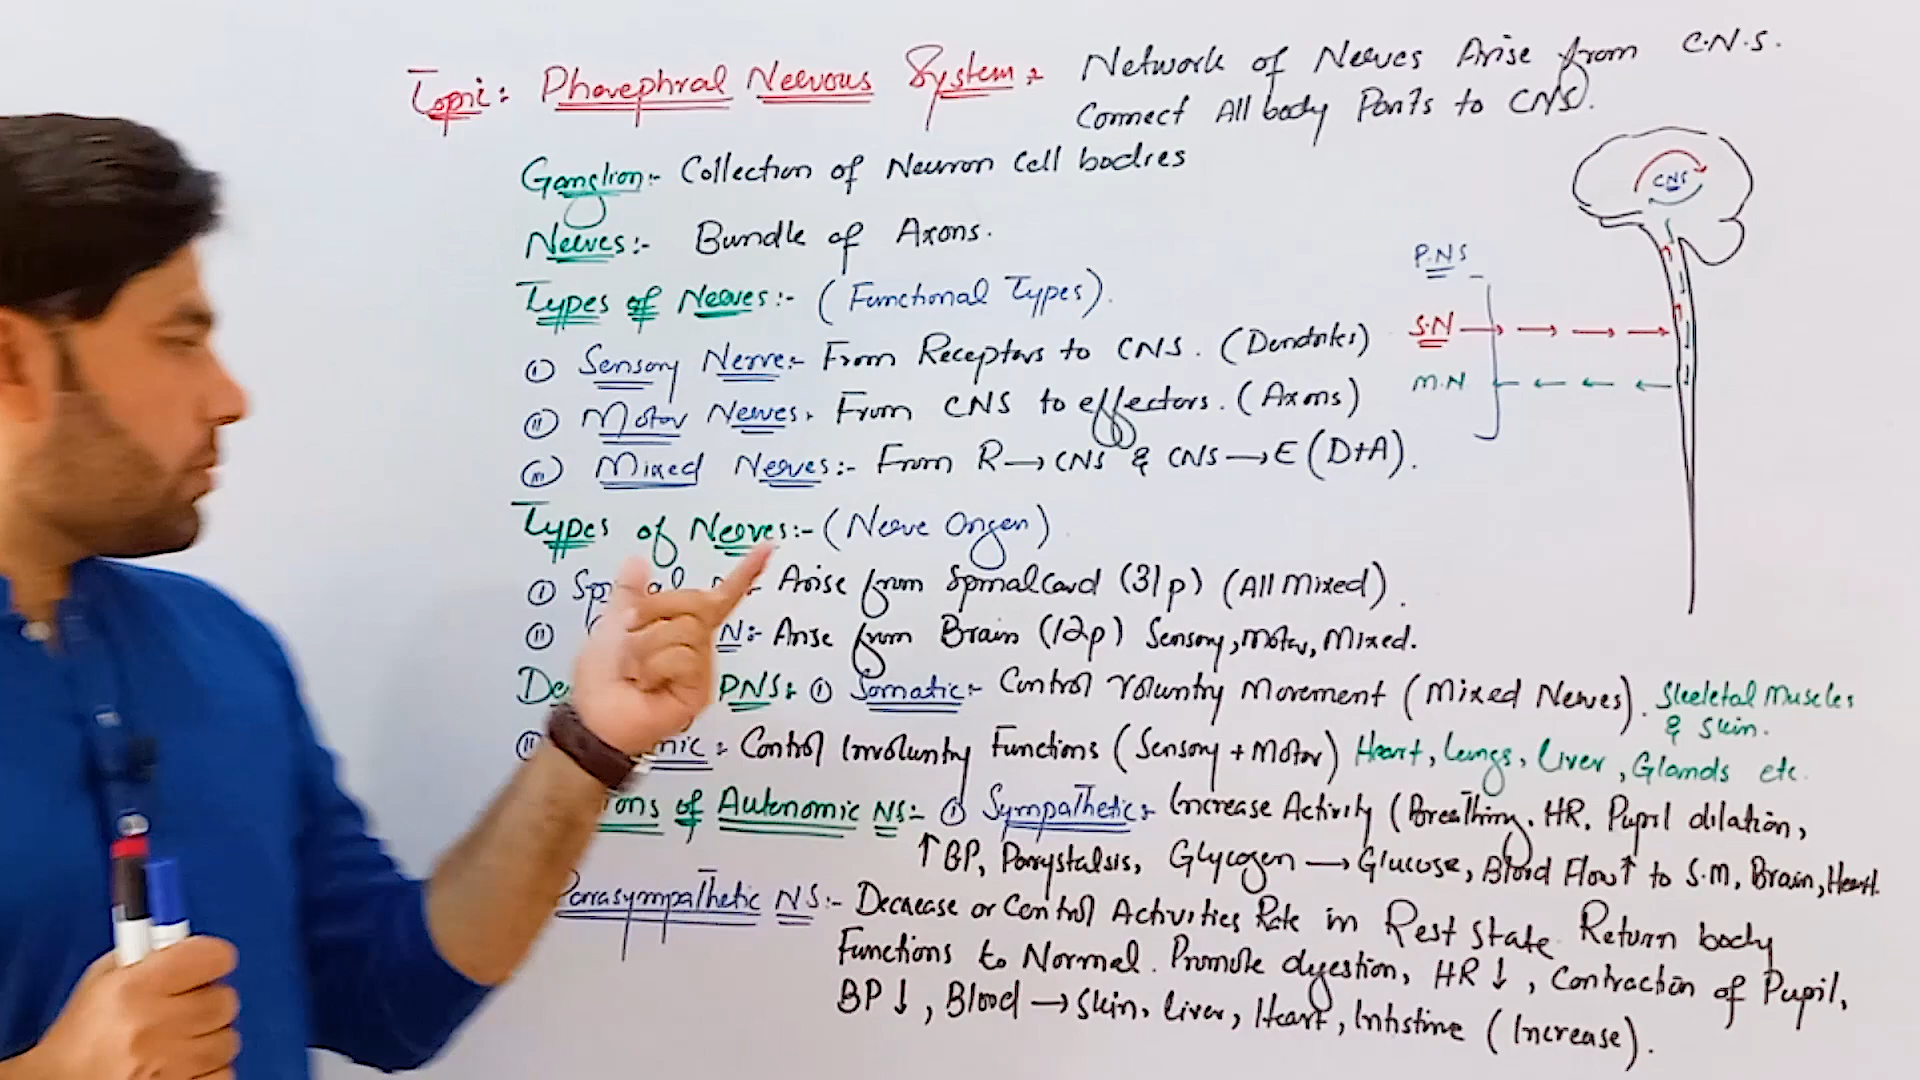 Topic: Pherephral Nervous System: Network of Nerves Arise from C.N.S.
Connect All body Parts to CNS.
Ganglion:- Collection of Neuron Cell bodies
Nerves:- Bundle of Axons.
Types of Nerves:- (Functional Types).
(i) Sensory Nerve:- From Receptors to CNS. (Dendrites)
(ii) Motor Nerves. From CNS to effectors. (Axons)
(iii) Mixed Nerves:- From R→CNS & CNS→E (D+A).
Types of Nerves:- (Nerve Organ)
(i) Arise from Spinal Cord (31p) (All Mixed).
(ii) N:- Arise from Brain (12p) Sensory, Motor, Mixed.
PNS: (i) Somatic:- Control Voluntry Movement (Mixed Nerves). Skeletal Muscles
& Skin.
(ii) Control Involuntry Functions (Sensory + Motor) Heart, Lungs, Liver, Glands etc.
of Autonomic NS:- (i) Sympathetic:- Increase Activity (Breathing, HR, Pupil dilation,
↑ BP, Parrystalsis, Glycogen → Glucose, Blood Flow↑ to S.M, Brain, Heart.
Parasympathetic NS:- Decrease or Control Activities Rate in Rest State Return body
Functions to Normal. Promote dygestion, HR ↓, Contraction of Pupil,
BP ↓, Blood → Skin, Liver, Heart, Intistine (Increase).
CNS
P.NS
S.N
M.N